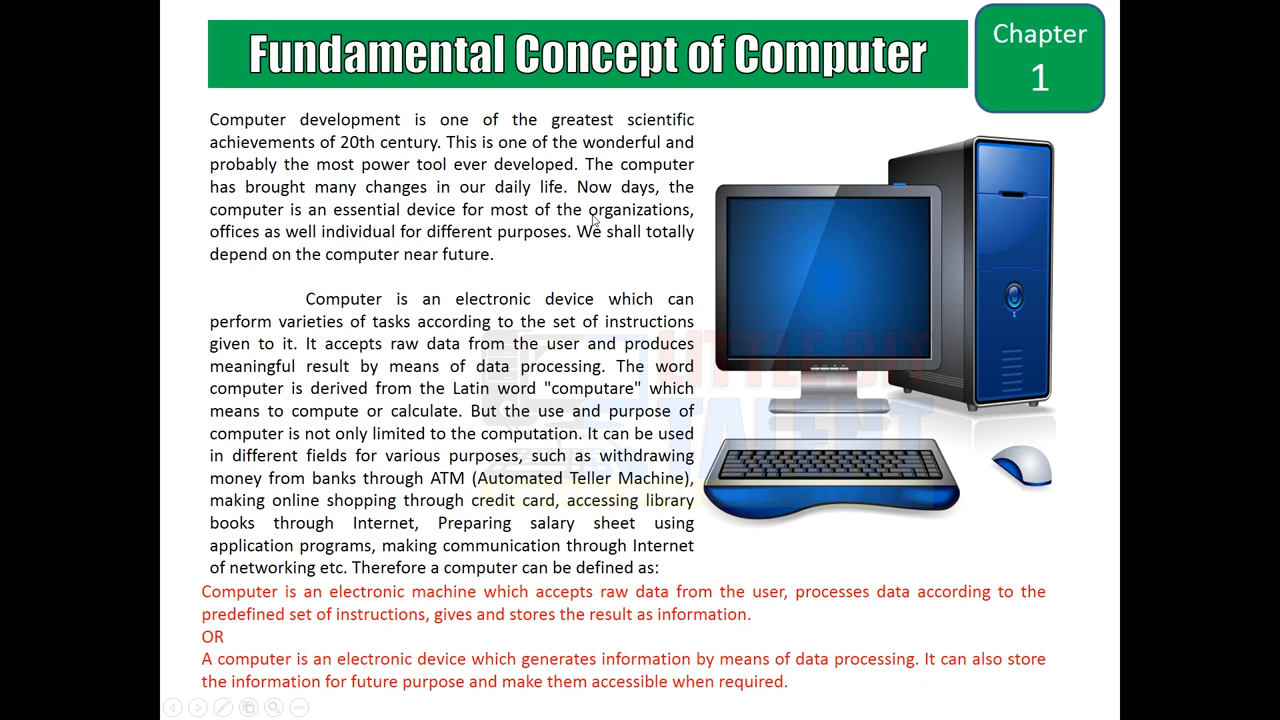 Fundamental Concept of Computer
Chapter
1
Computer development is one of the greatest scientific
achievements of 20th century. This is one of the wonderful and
probably the most power tool ever developed. The computer
has brought many changes in our daily life. Now days, the
computer is an essential device for most of the organizations,
offices as well individual for different purposes. We shall totally
depend on the computer near future.
Computer is an electronic device which can
perform varieties of tasks according to the set of instructions
given to it. It accepts raw data from the user and produces
meaningful result by means of data processing. The word
computer is derived from the Latin word "computare" which
means to compute or calculate. But the use and purpose of
computer is not only limited to the computation. It can be used
in different fields for various purposes, such as withdrawing
money from banks through ATM (Automated Teller Machine),
making online shopping through credit card, accessing library
books through Internet, Preparing salary sheet using
application programs, making communication through Internet
of networking etc. Therefore a computer can be defined as:
LITTLE BIT
TALENT
Computer is an electronic machine which accepts raw data from the user, processes data according to the
predefined set of instructions, gives and stores the result as information.
OR
A computer is an electronic device which generates information by means of data processing. It can also store
the information for future purpose and make them accessible when required.